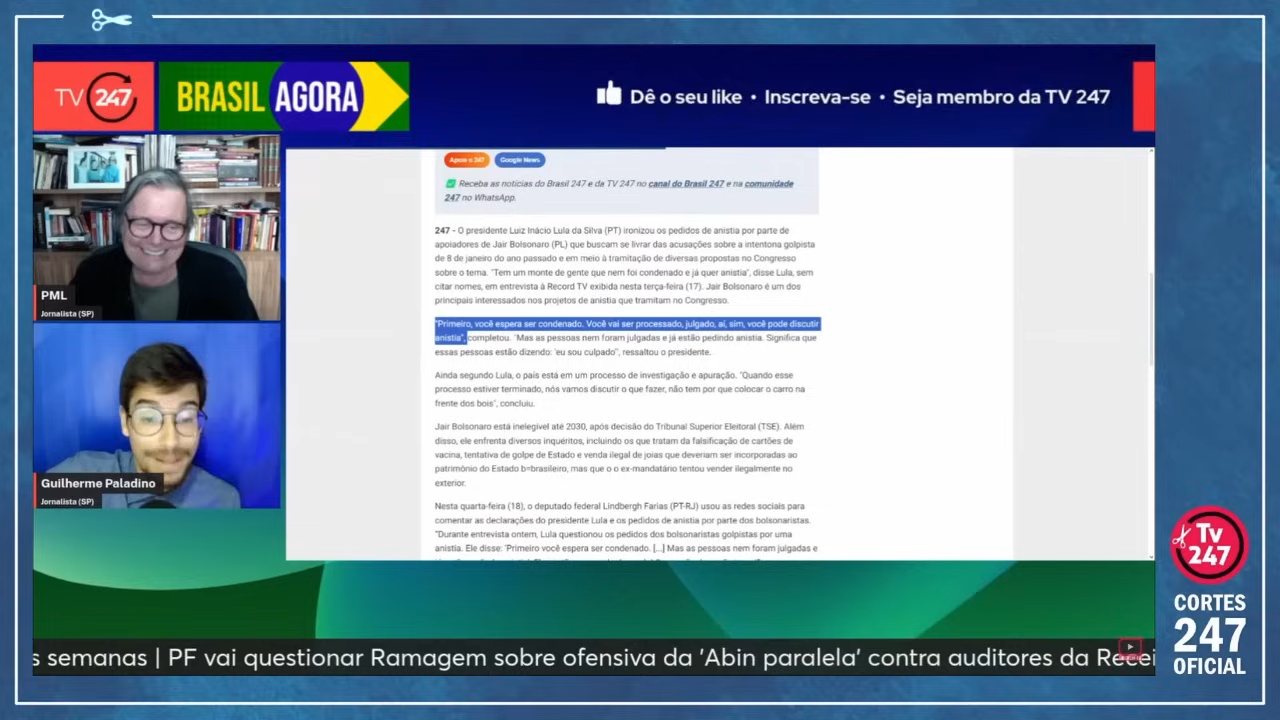 TV 247
BRASIL AGORA
Dê o seu like • Inscreva-se • Seja membro da TV 247
Apoie o 247
Google News
Receba as notícias do Brasil 247 e da TV 247 no canal do Brasil 247 e na comunidade
247 no WhatsApp.
247 - O presidente Luiz Inácio Lula da Silva (PT) ironizou os pedidos de anistia por parte de
apoiadores de Jair Bolsonaro (PL) que buscam se livrar das acusações sobre a intentona golpista
de 8 de janeiro do ano passado e em meio à tramitação de diversas propostas no Congresso
sobre o tema. "Tem um monte de gente que nem foi condenado e já quer anistia", disse Lula, sem
citar nomes, em entrevista à Record TV exibida nesta terça-feira (17). Jair Bolsonaro é um dos
principais interessados nos projetos de anistia que tramitam no Congresso.
"Primeiro, você espera ser condenado. Você vai ser processado, julgado, aí, sim, você pode discutir
anistia", completou. "Mas as pessoas nem foram julgadas e já estão pedindo anistia. Significa que
essas pessoas estão dizendo: 'eu sou culpado", ressaltou o presidente.
Ainda segundo Lula, o país está em um processo de investigação e apuração. "Quando esse
processo estiver terminado, nós vamos discutir o que fazer, não tem por que colocar o carro na
frente dos bois", concluiu.
Jair Bolsonaro está inelegível até 2030, após decisão do Tribunal Superior Eleitoral (TSE). Além
disso, ele enfrenta diversos inquéritos, incluindo os que tratam da falsificação de cartões de
vacina, tentativa de golpe de Estado e venda ilegal de joias que deveriam ser incorporadas ao
patrimônio do Estado b=brasileiro, mas que o o ex-mandatário tentou vender ilegalmente no
exterior.
Nesta quarta-feira (18), o deputado federal Lindbergh Farias (PT-RJ) usou as redes sociais para
comentar as declarações do presidente Lula e os pedidos de anistia por parte dos bolsonaristas.
"Durante entrevista ontem, Lula questionou os pedidos dos bolsonaristas golpistas por uma
anistia. Ele disse: 'Primeiro você espera ser condenado. [...] Mas as pessoas nem foram julgadas e
PML
Jornalista (SP)
Guilherme Paladino
Jornalista (SP)
s semanas | PF vai questionar Ramagem sobre ofensiva da 'Abin paralela' contra auditores da Recei
Tv
247
CORTES
247
OFICIAL